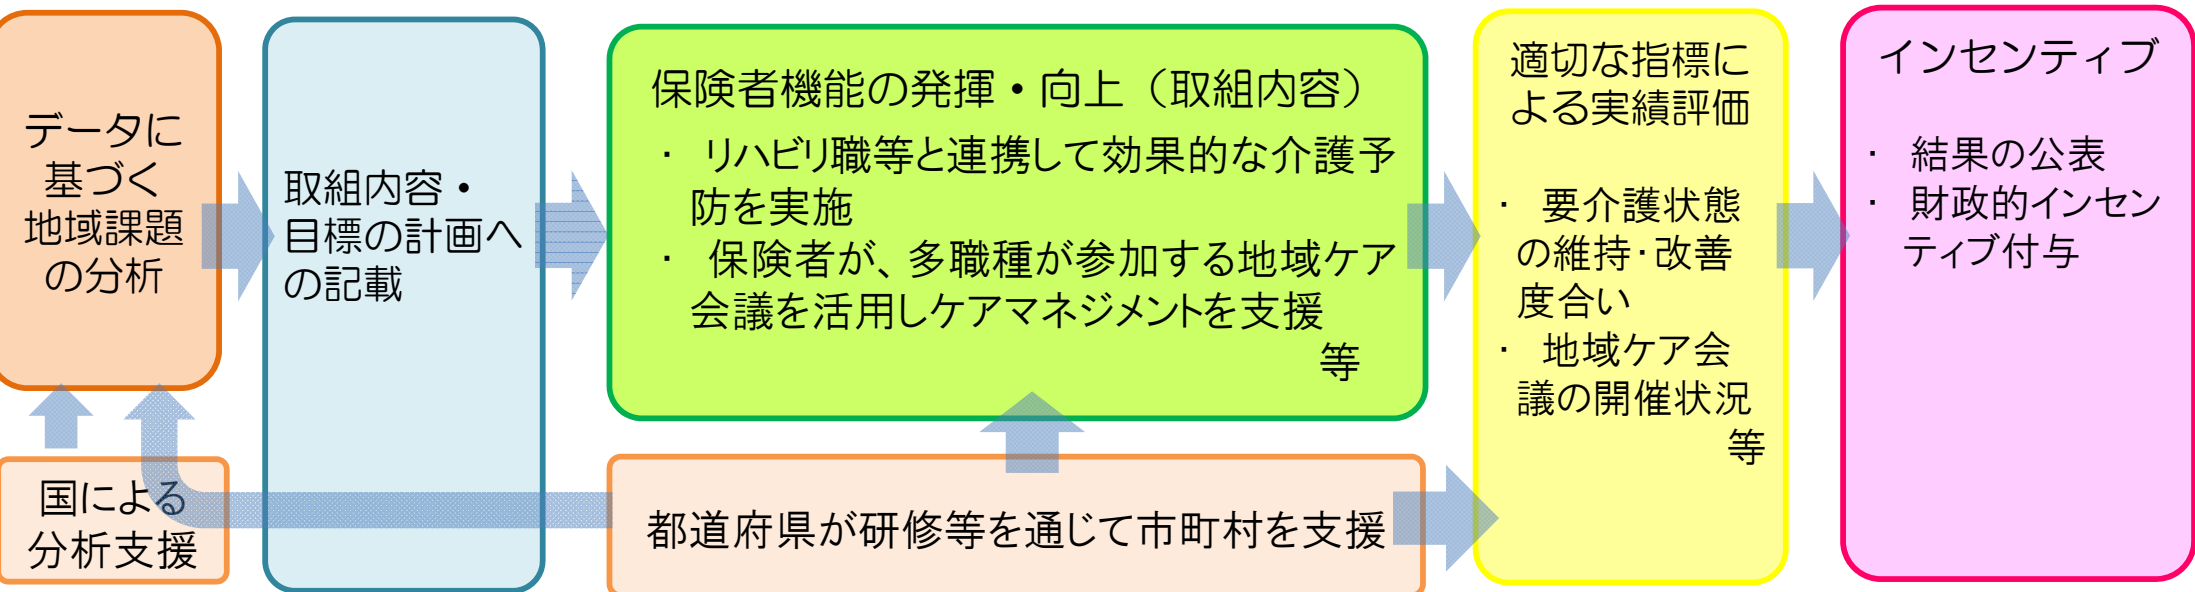 データに
基づく
地域課題
の分析
国による
分析支援
取組内容・
目標の計画へ
の記載
保険者機能の発揮・向上（取組内容）
・ リハビリ職等と連携して効果的な介護予
防を実施
・ 保険者が、多職種が参加する地域ケア
会議を活用しケアマネジメントを支援
等
都道府県が研修等を通じて市町村を支援
適切な指標に
よる実績評価
・ 要介護状態
の維持・改善
度合い
・ 地域ケア会
議の開催状況
等
インセンティブ
・ 結果の公表
・ 財政的インセン
ティブ付与